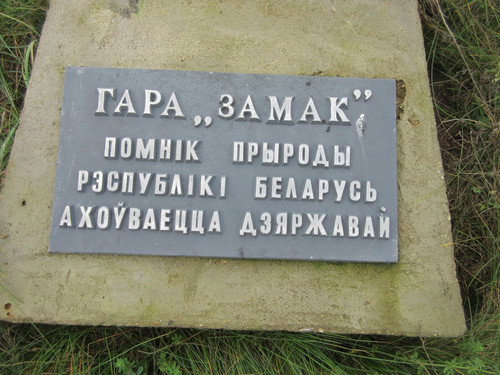 ГАРА „ЗАМАК”
ПОМНІК ПРЫРОДЫ
РЭСПУБЛІКІ БЕЛАРУСЬ
АХОЎВАЕЦЦА ДЗЯРЖАВАЙ